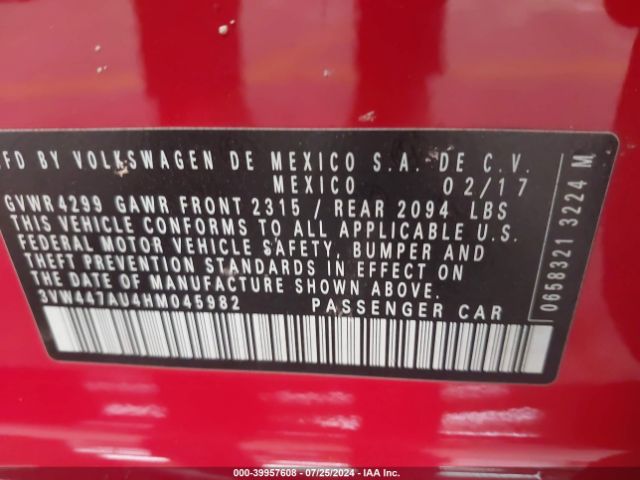 MFD BY VOLKSWAGEN DE MEXICO S.A. DE C.V.
MEXICO 02/17
GVWR 4299 GAWR FRONT 2315 / REAR 2094 LBS
THIS VEHICLE CONFORMS TO ALL APPLICABLE U.S.
FEDERAL MOTOR VEHICLE SAFETY, BUMPER AND
THEFT PREVENTION STANDARDS IN EFFECT ON
THE DATE OF MANUFACTURE SHOWN ABOVE.
3VW447AU4HM045982 PASSENGER CAR
0658321 3224 M
000-39957608 - 07/25/2024 - IAA Inc.